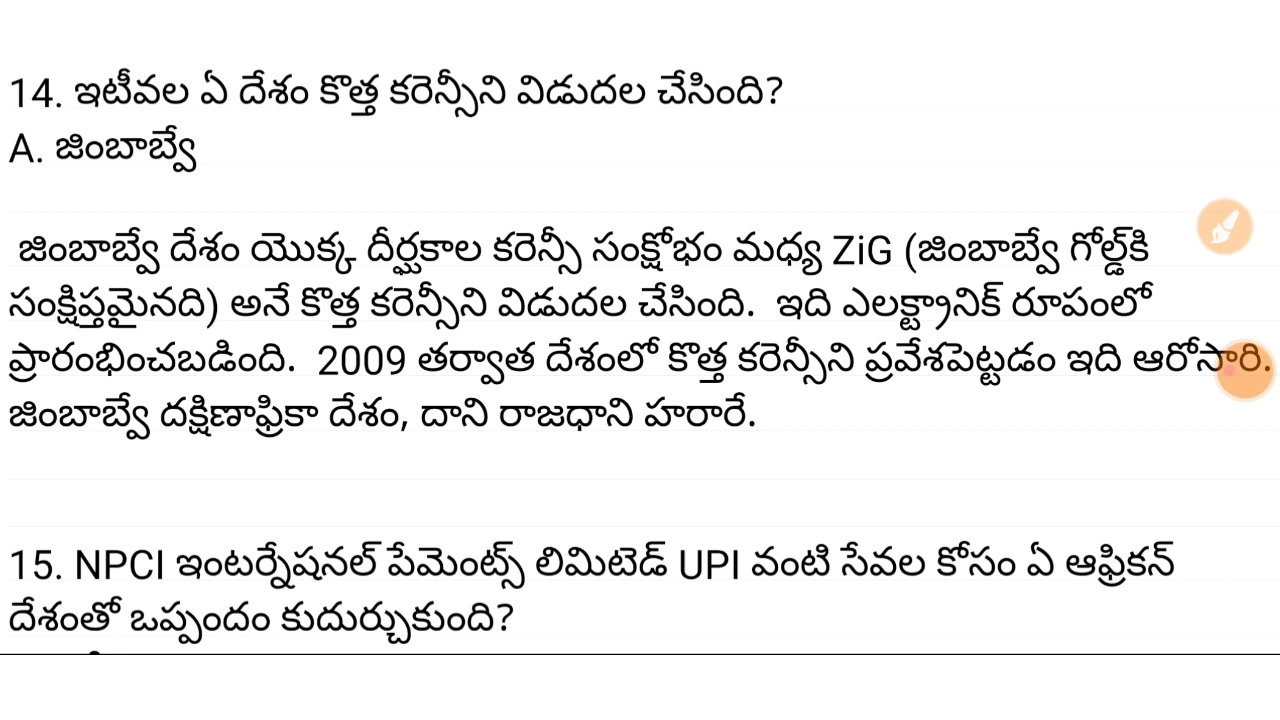 14. ఇటీవల ఏ దేశం కొత్త కరెన్సీని విడుదల చేసింది?
A. జింబాబ్వే
జింబాబ్వే దేశం యొక్క దీర్ఘకాల కరెన్సీ సంక్షోభం మధ్య ZiG (జింబాబ్వే గోల్డ్‌కి
సంక్షిప్తమైనది) అనే కొత్త కరెన్సీని విడుదల చేసింది. ఇది ఎలక్ట్రానిక్ రూపంలో
ప్రారంభించబడింది. 2009 తర్వాత దేశంలో కొత్త కరెన్సీని ప్రవేశపెట్టడం ఇది ఆరోసారి.
జింబాబ్వే దక్షిణాఫ్రికా దేశం, దాని రాజధాని హరారే.
15. NPCI ఇంటర్నేషనల్ పేమెంట్స్ లిమిటెడ్ UPI వంటి సేవల కోసం ఏ ఆఫ్రికన్
దేశంతో ఒప్పందం కుదుర్చుకుంది?